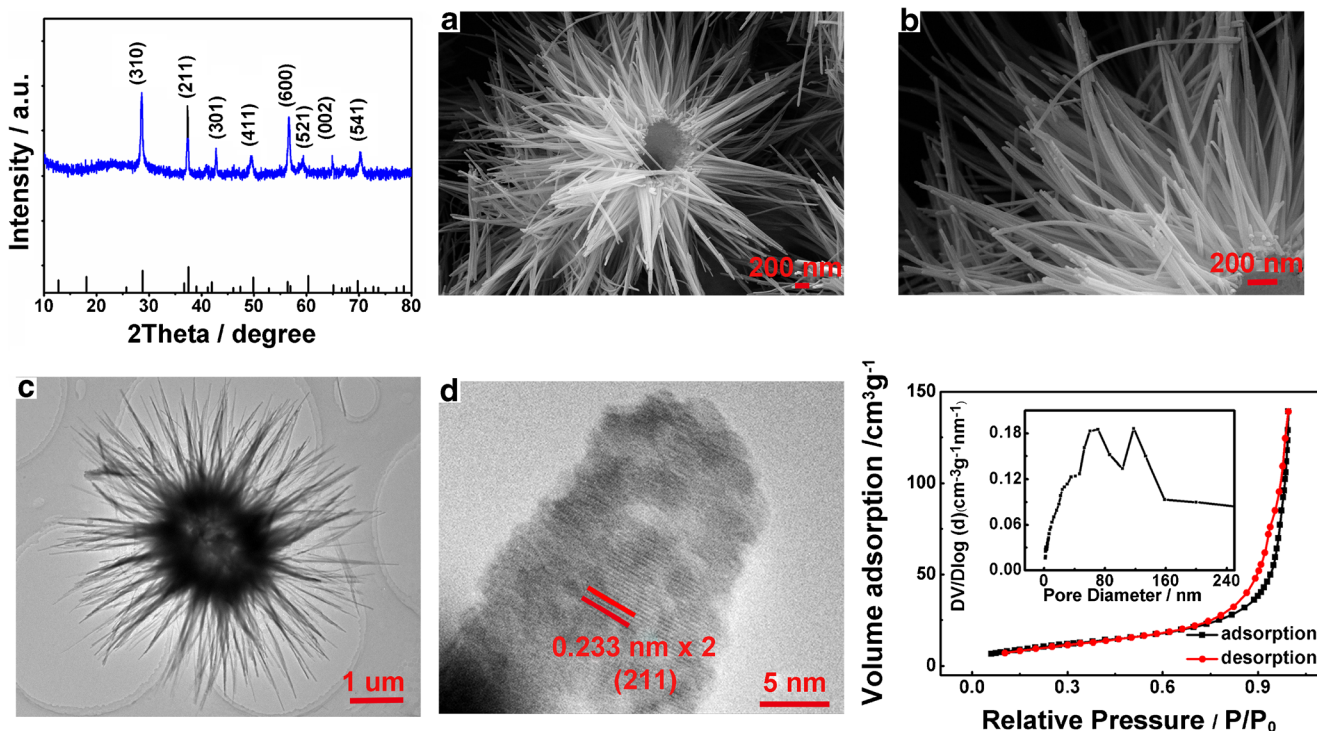 Intensity / a.u.
(310)
(211)
(301)
(411)
(600)
(521)
(002)
(541)
10 20 30 40 50 60 70 80
2Theta / degree
a
200 nm
b
200 nm
c
1 um
d
0.233 nm x 2
(211)
5 nm
Volume adsorption /cm3g-1
150
100
50
0
DV/Dlog (d)(cm-3g-1nm-1)
0.18
0.12
0.06
0.00
0 80 160 240
Pore Diameter / nm
adsorption
desorption
0.0 0.3 0.6 0.9
Relative Pressure / P/P0